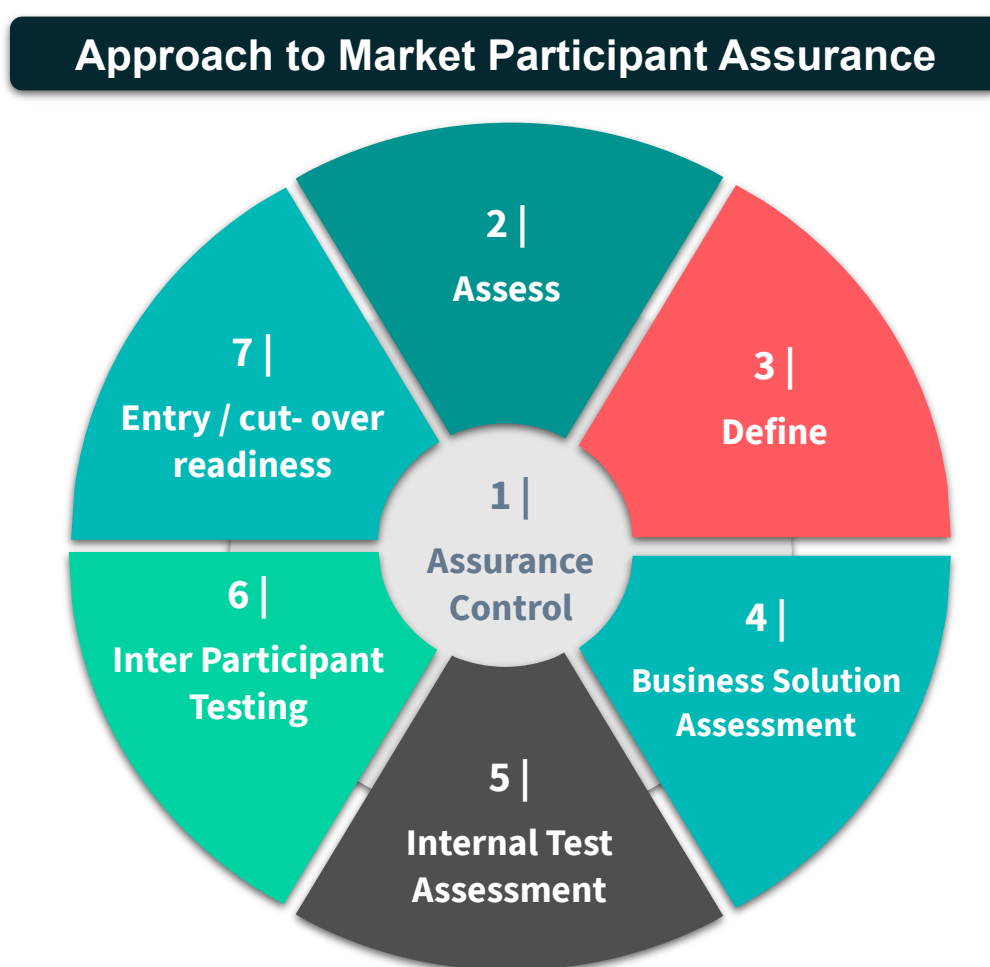 Approach to Market Participant Assurance
1 |
Assurance
Control
2 |
Assess
3 |
Define
4 |
Business Solution
Assessment
5 |
Internal Test
Assessment
6 |
Inter Participant
Testing
7 |
Entry / cut- over
readiness